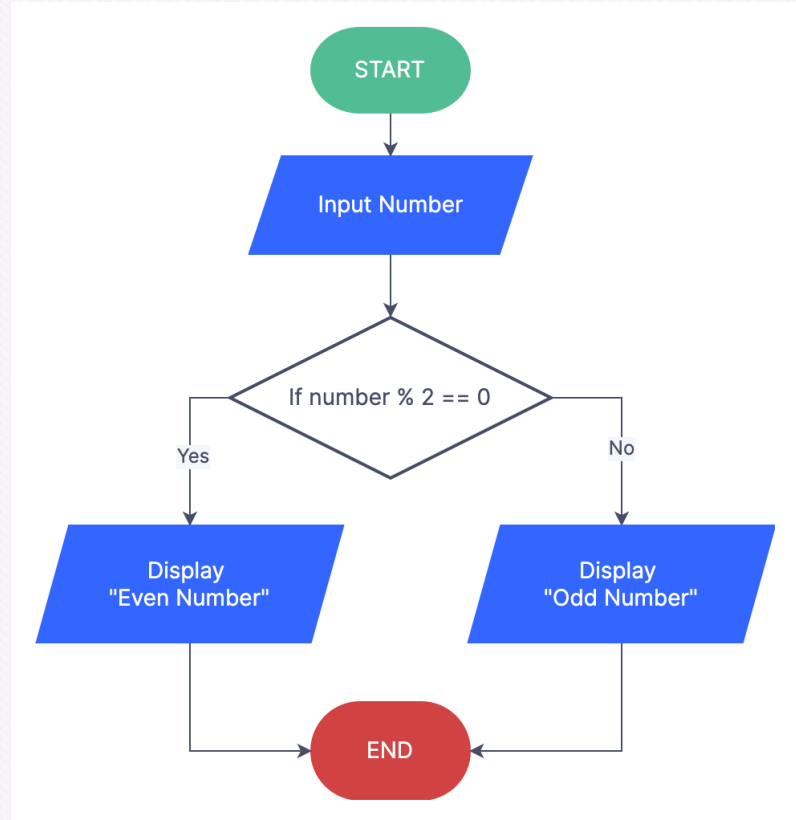 START
Input Number
If number % 2 == 0
Yes
No
Display
"Even Number"
Display
"Odd Number"
END